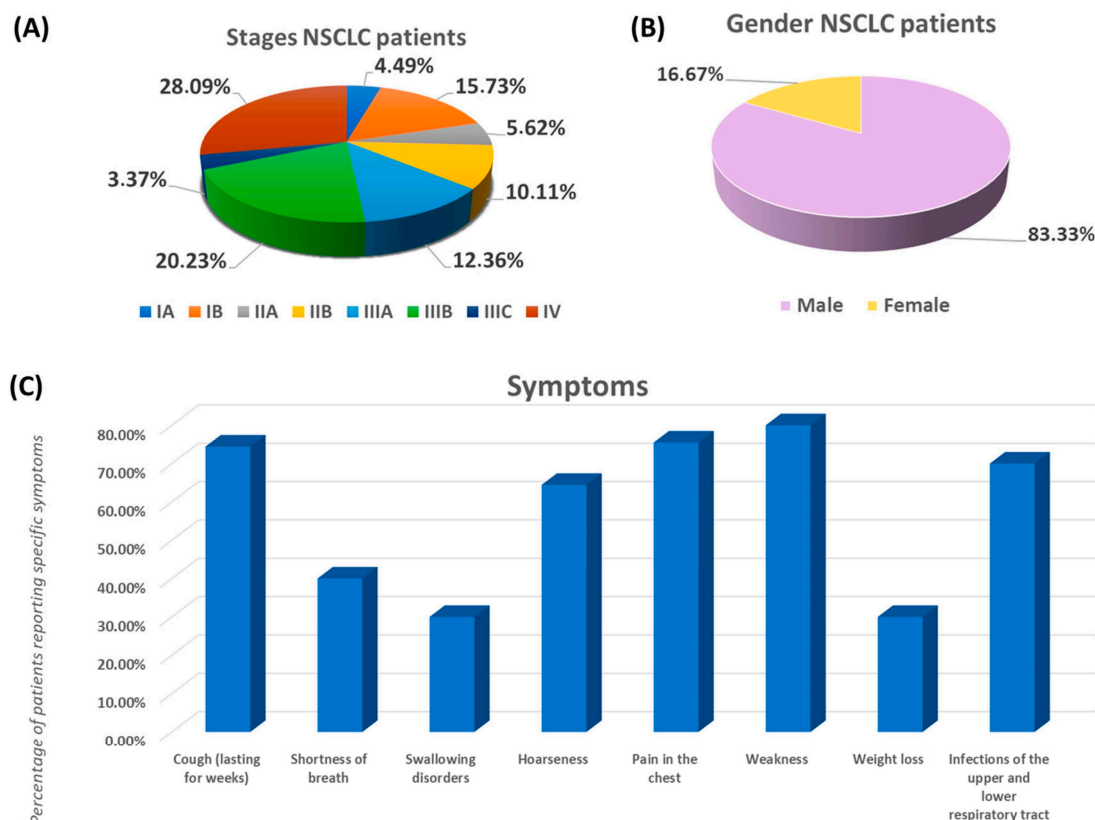 (A)
Stages NSCLC patients
4.49%
28.09%
15.73%
5.62%
3.37%
10.11%
20.23%
12.36%
IA IB IIA IIB IIIA IIIB IIIC IV
(B)
Gender NSCLC patients
16.67%
83.33%
Male Female
(C)
Symptoms
Percentage of patients reporting specific symptoms
80.00%
70.00%
60.00%
50.00%
40.00%
30.00%
20.00%
10.00%
0.00%
Cough (lasting
for weeks)
Shortness of
breath
Swallowing
disorders
Hoarseness
Pain in the
chest
Weakness
Weight loss
Infections of the
upper and
lower
respiratory tract